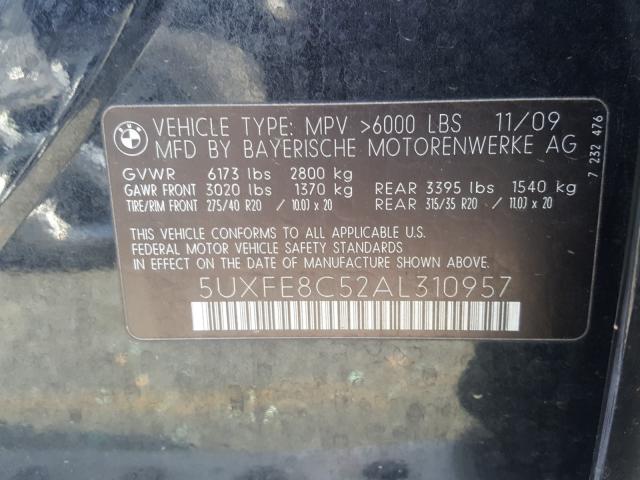 BMW
VEHICLE TYPE: MPV >6000 LBS 11/09
MFD BY BAYERISCHE MOTORENWERKE AG
GVWR 6173 lbs 2800 kg
GAWR FRONT 3020 lbs 1370 kg REAR 3395 lbs 1540 kg
TIRE/RIM FRONT 275/40 R20 / 10.0J x 20 REAR 315/35 R20 / 11.0J x 20
THIS VEHICLE CONFORMS TO ALL APPLICABLE U.S.
FEDERAL MOTOR VEHICLE SAFETY STANDARDS
IN EFFECT ON THE DATE OF MANUFACTURE SHOWN ABOVE.
5UXFE8C52AL310957
7 232 476